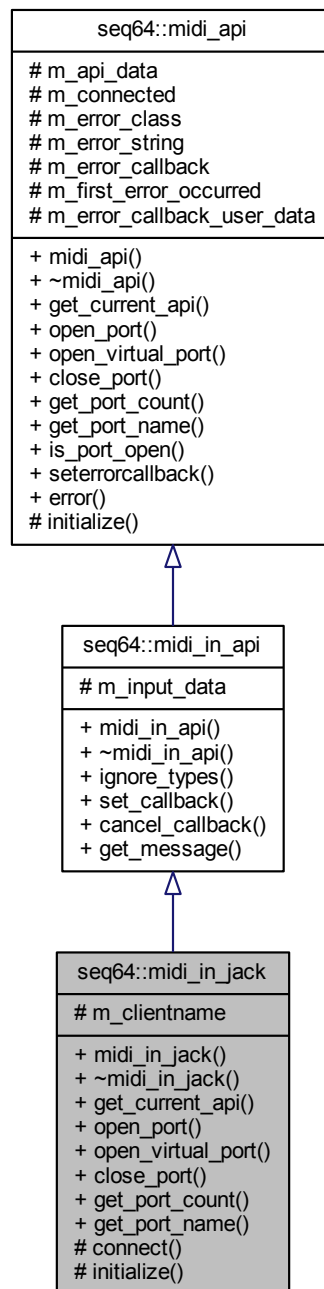 seq64::midi_api
# m_api_data
# m_connected
# m_error_class
# m_error_string
# m_error_callback
# m_first_error_occurred
# m_error_callback_user_data
+ midi_api()
+ ~midi_api()
+ get_current_api()
+ open_port()
+ open_virtual_port()
+ close_port()
+ get_port_count()
+ get_port_name()
+ is_port_open()
+ seterrorcallback()
+ error()
# initialize()
seq64::midi_in_api
# m_input_data
+ midi_in_api()
+ ~midi_in_api()
+ ignore_types()
+ set_callback()
+ cancel_callback()
+ get_message()
seq64::midi_in_jack
# m_clientname
+ midi_in_jack()
+ ~midi_in_jack()
+ get_current_api()
+ open_port()
+ open_virtual_port()
+ close_port()
+ get_port_count()
+ get_port_name()
# connect()
# initialize()